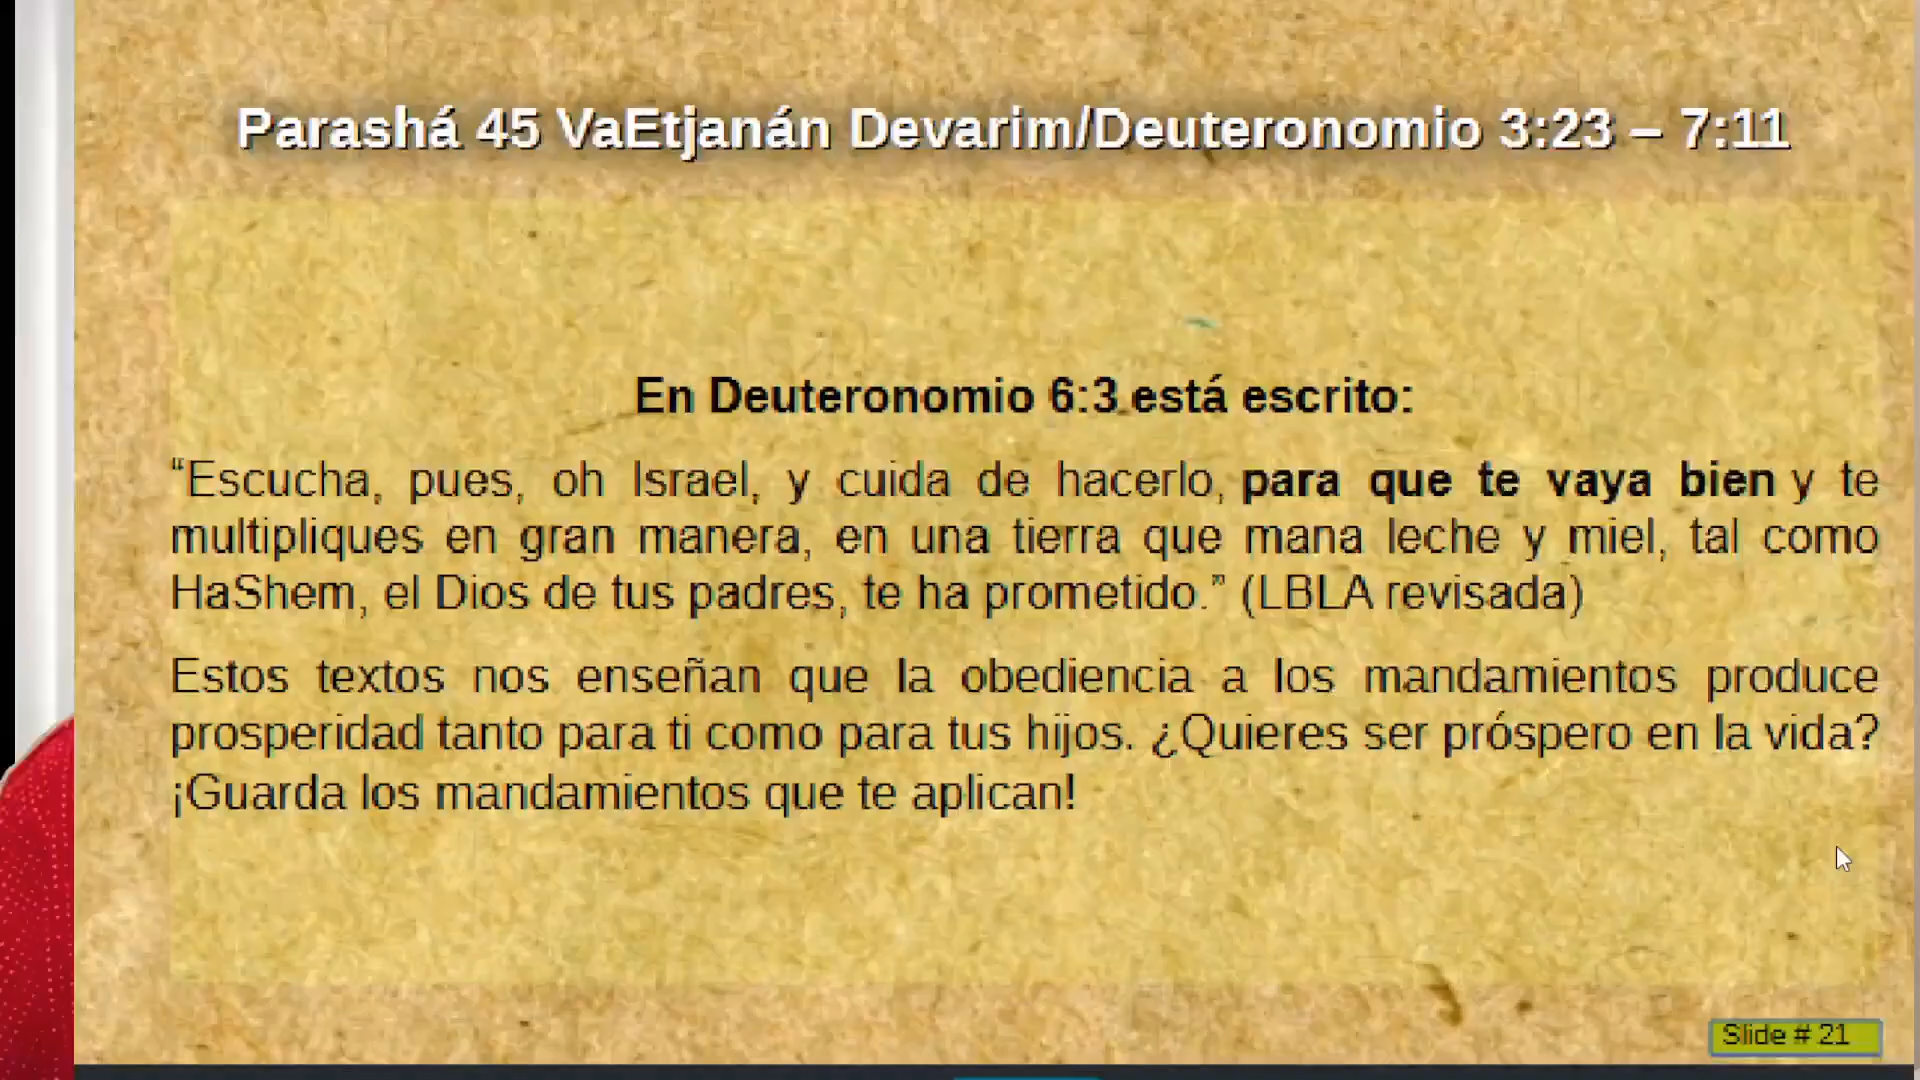 Parashá 45 VaEtjanán Devarim/Deuteronomio 3:23 – 7:11
En Deuteronomio 6:3 está escrito:
“Escucha, pues, oh Israel, y cuida de hacerlo, para que te vaya bien y te
multipliques en gran manera, en una tierra que mana leche y miel, tal como
HaShem, el Dios de tus padres, te ha prometido.” (LBLA revisada)
Estos textos nos enseñan que la obediencia a los mandamientos produce
prosperidad tanto para ti como para tus hijos. ¿Quieres ser próspero en la vida?
¡Guarda los mandamientos que te aplican!
Slide # 21